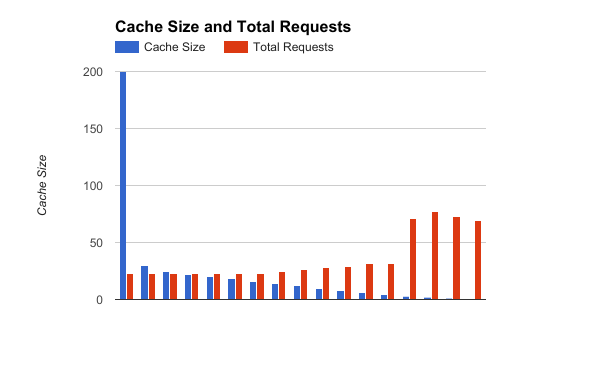 Cache Size and Total Requests
Cache Size
Total Requests
200
150
100
50
0
Cache Size